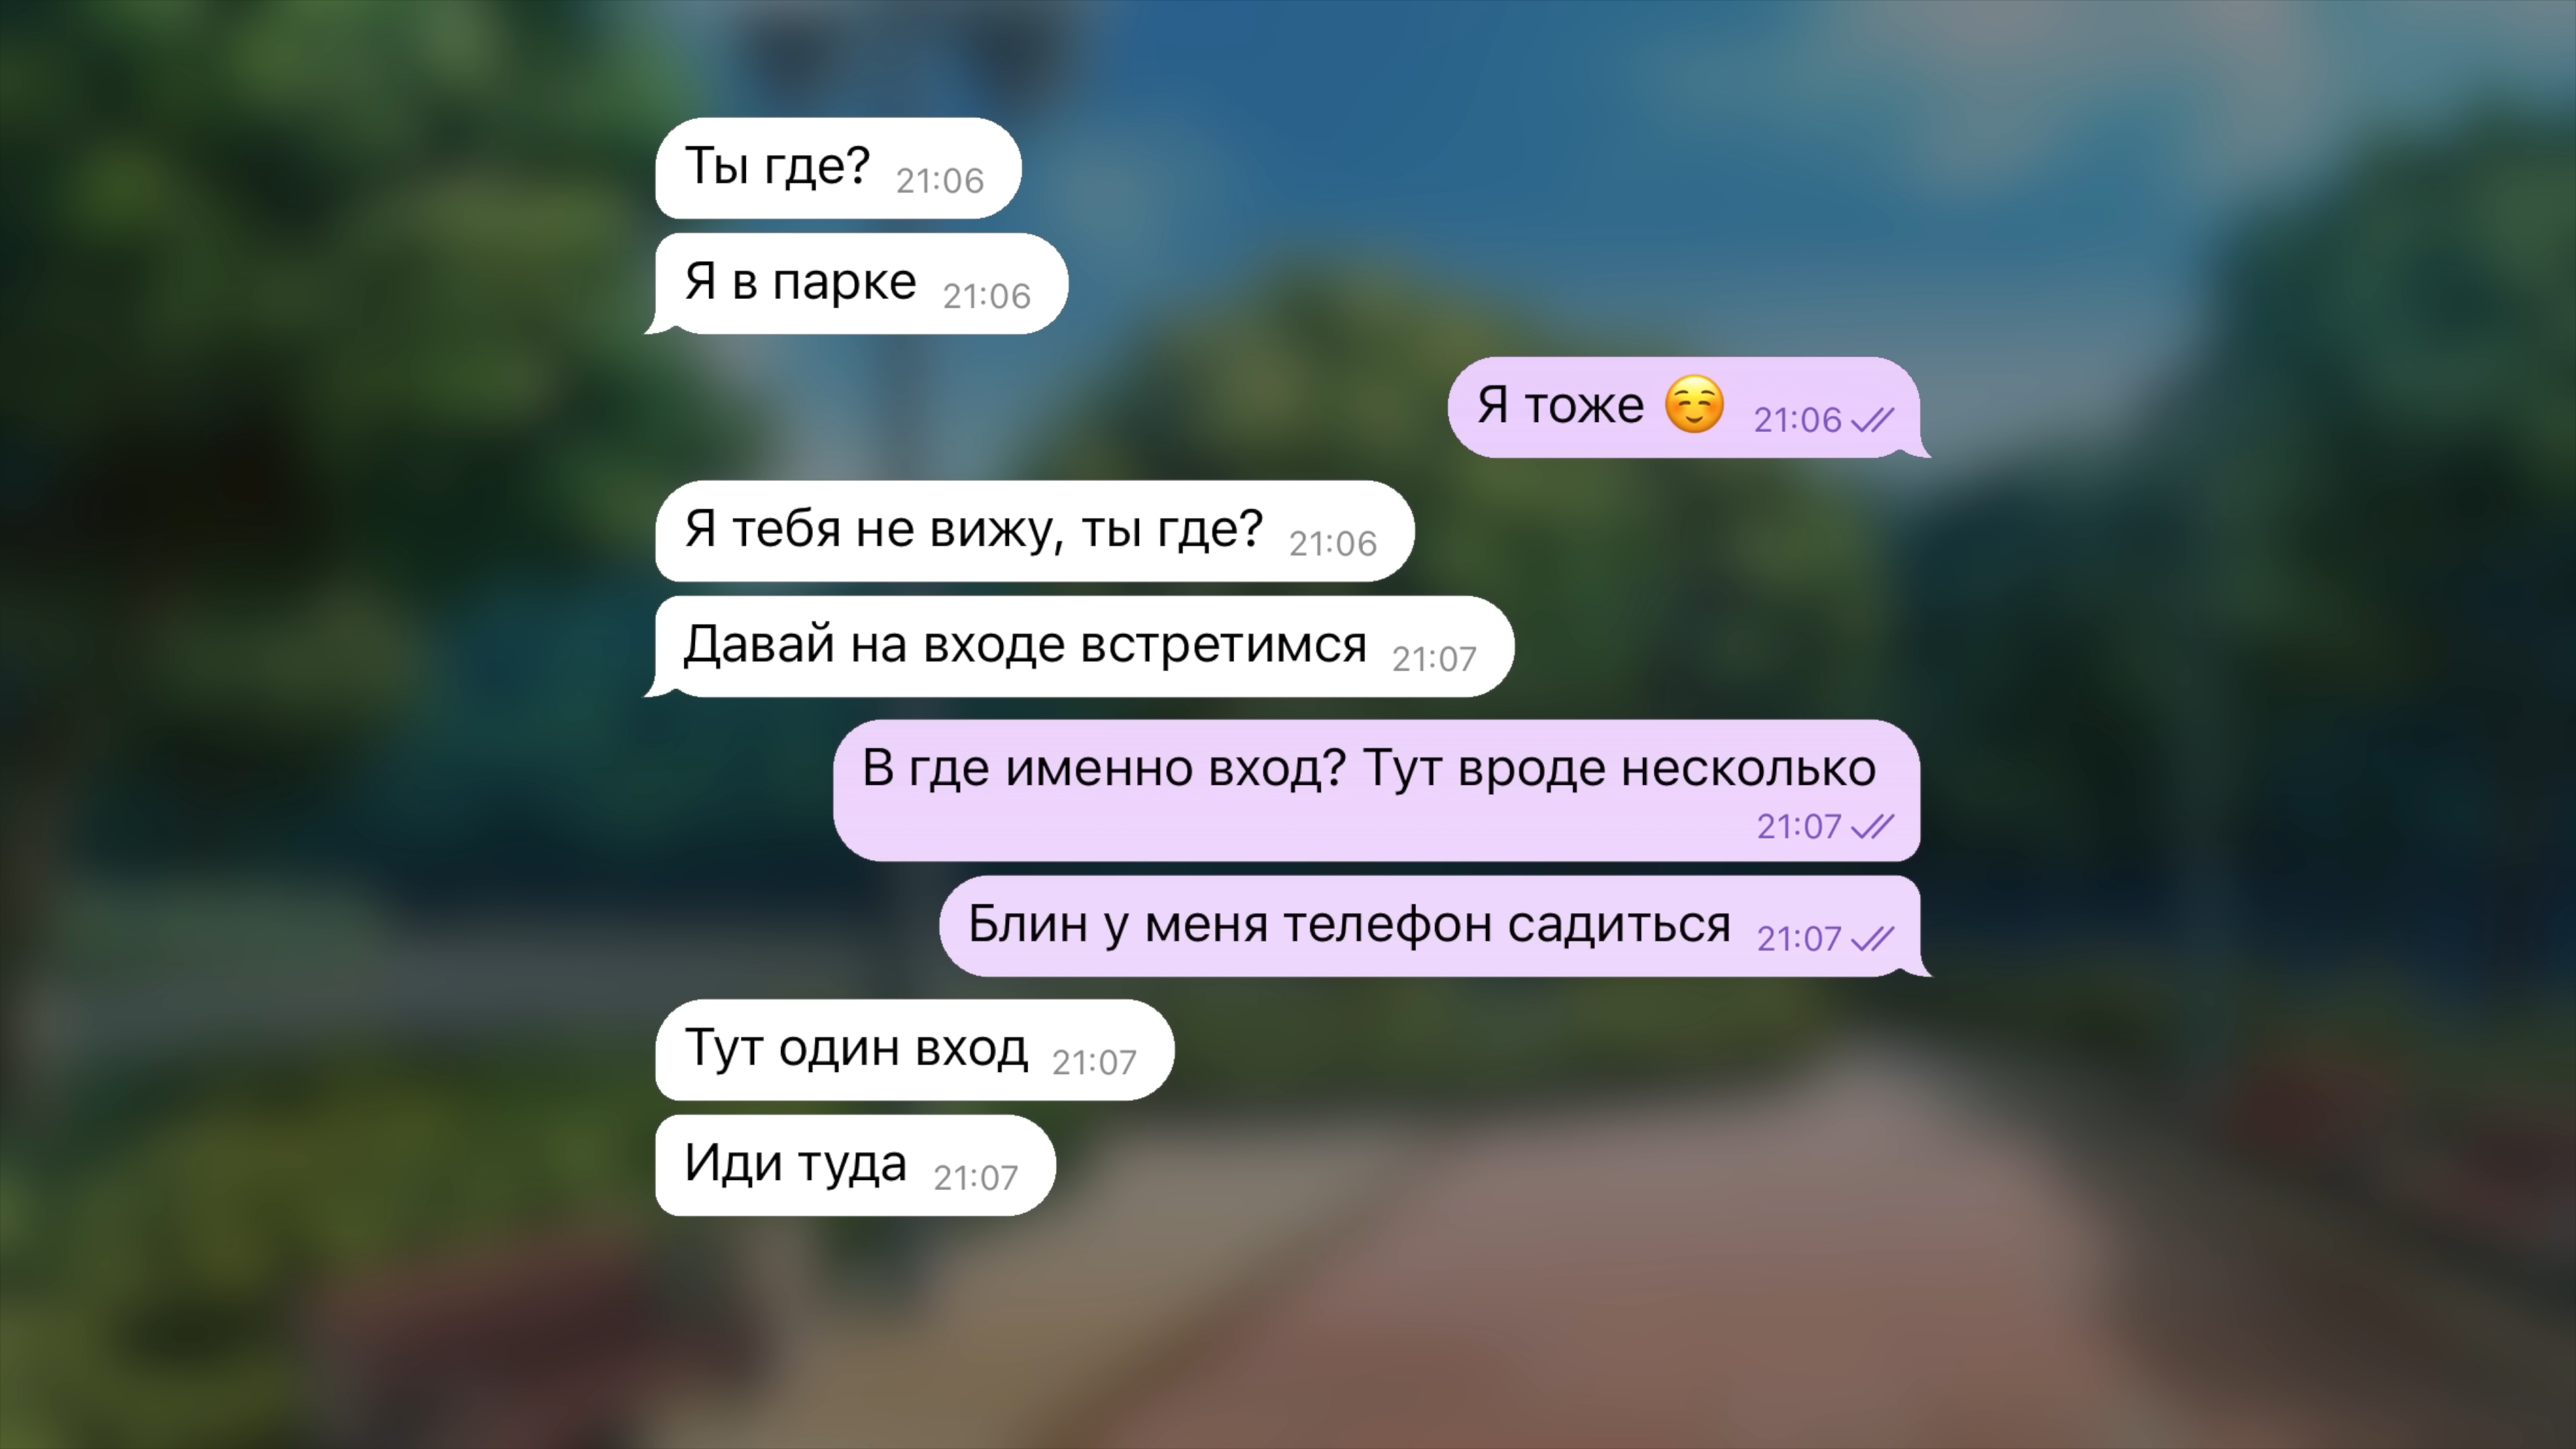 Ты где? 21:06
Я в парке 21:06
Я тоже ☺️ 21:06
Я тебя не вижу, ты где? 21:06
Давай на входе встретимся 21:07
В где именно вход? Тут вроде несколько
21:07
Блин у меня телефон садиться 21:07
Тут один вход 21:07
Иди туда 21:07